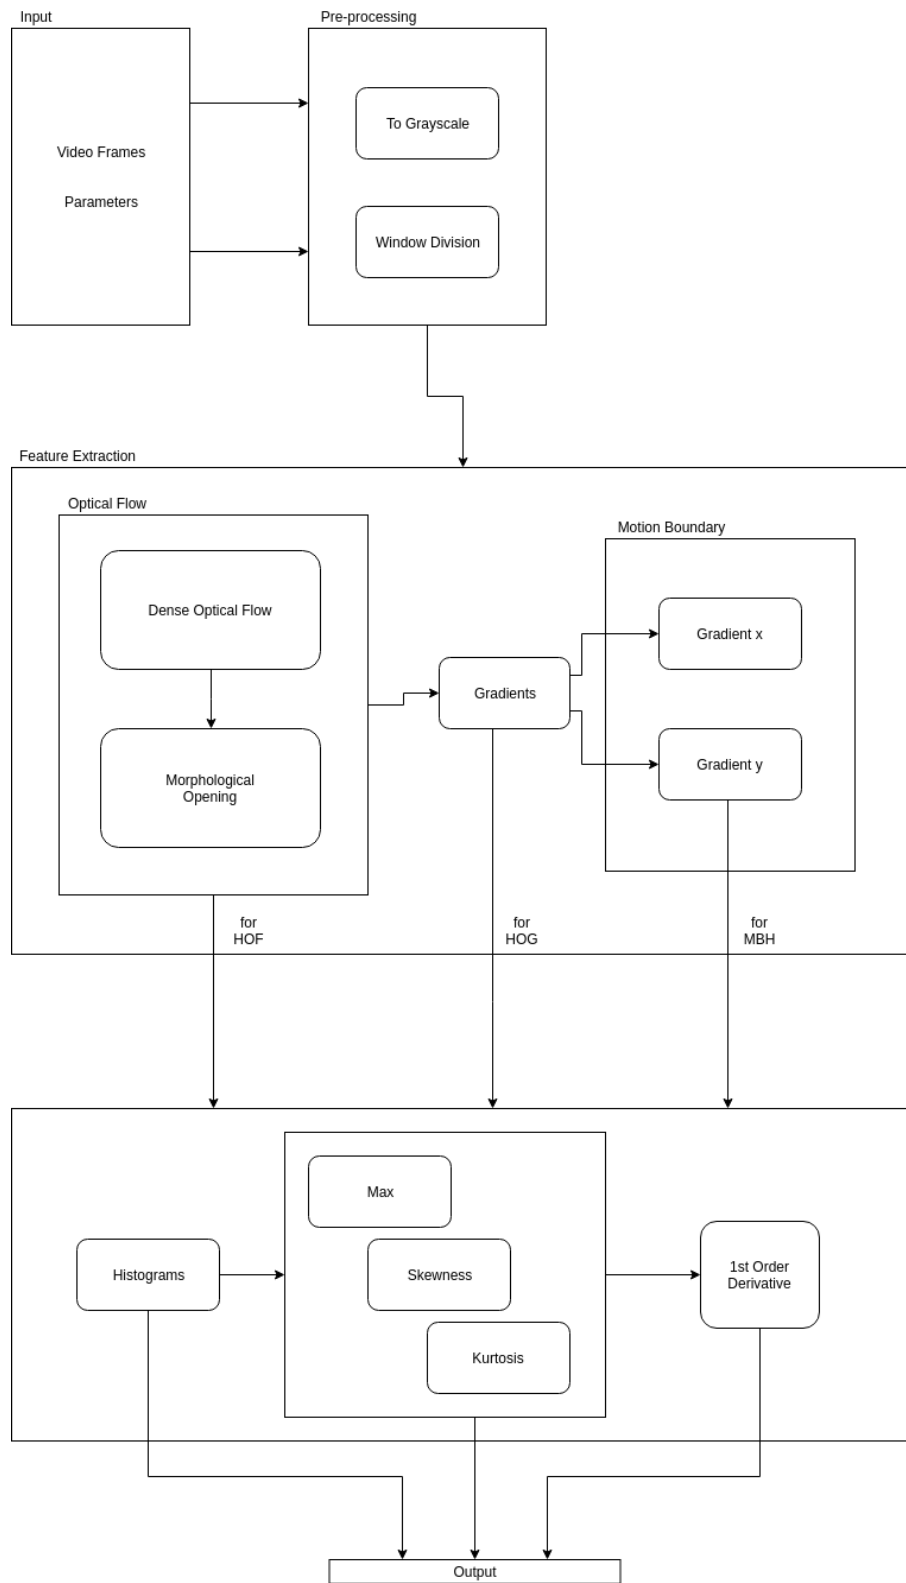 Input
Pre-processing
Video Frames
Parameters
To Grayscale
Window Division
Feature Extraction
Optical Flow
Dense Optical Flow
Morphological
Opening
Gradients
Motion Boundary
Gradient x
Gradient y
for
HOF
for
HOG
for
MBH
Histograms
Max
Skewness
Kurtosis
1st Order
Derivative
Output